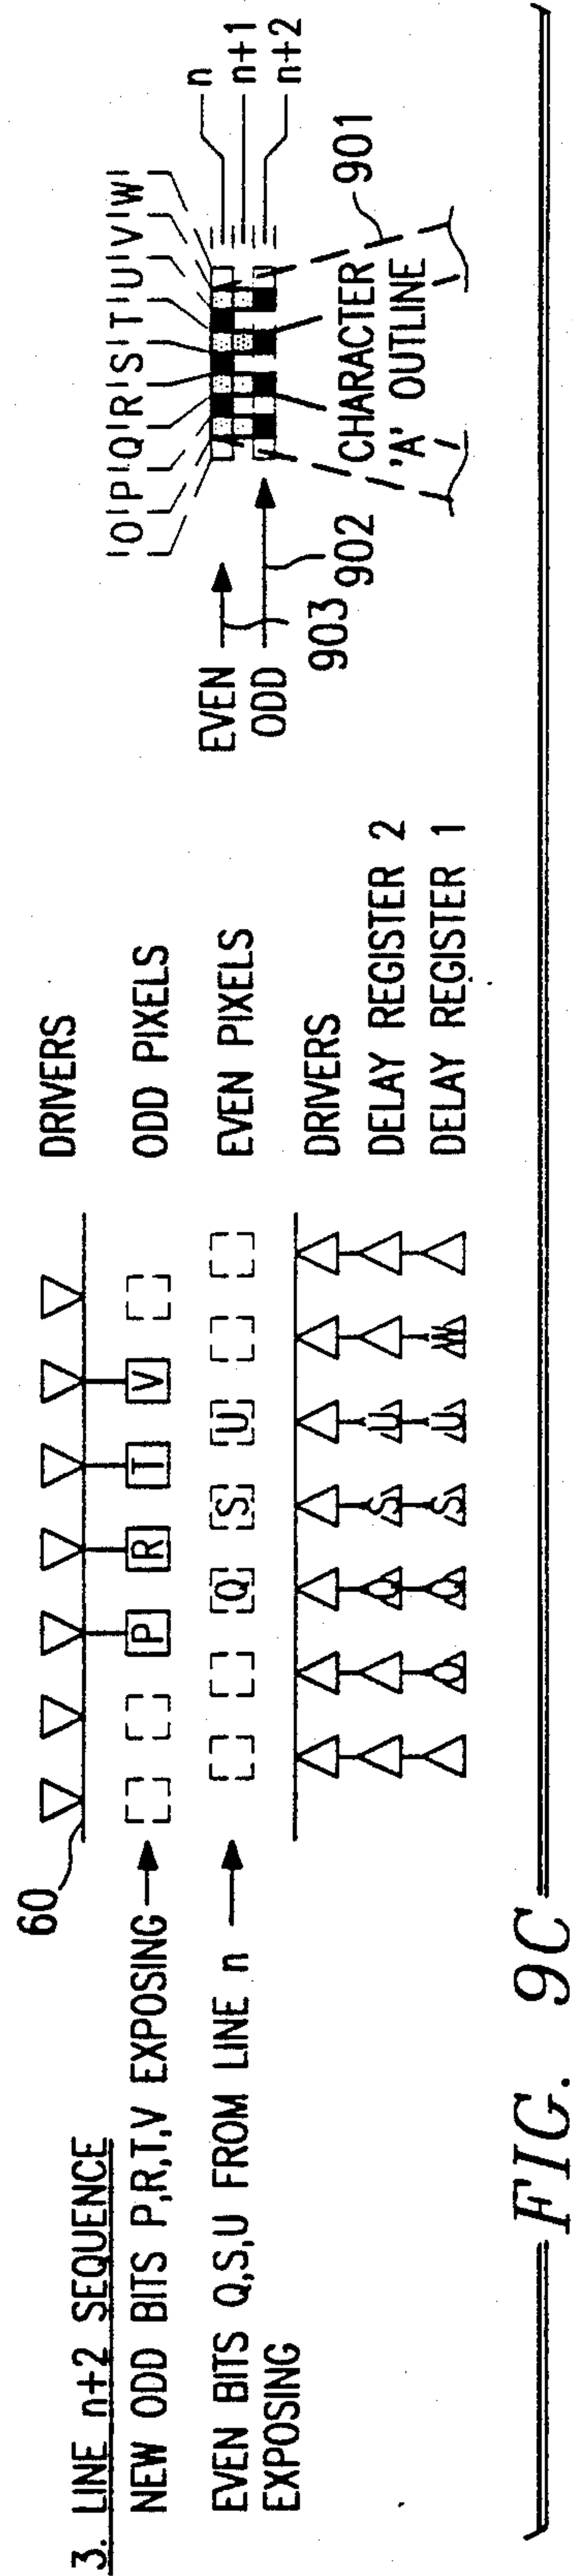 3. LINE n+2 SEQUENCE
NEW ODD BITS P,R,T,V EXPOSING
EVEN BITS Q,S,U FROM LINE n
EXPOSING
60
DRIVERS
P R T V
ODD PIXELS
Q S U
EVEN PIXELS
DRIVERS
Q S U
DELAY REGISTER 2
O Q S U W
DELAY REGISTER 1
O P Q R S T U V W
EVEN
ODD
903
902
n
n+1
n+2
901
CHARACTER
'A' OUTLINE
FIG. 9C